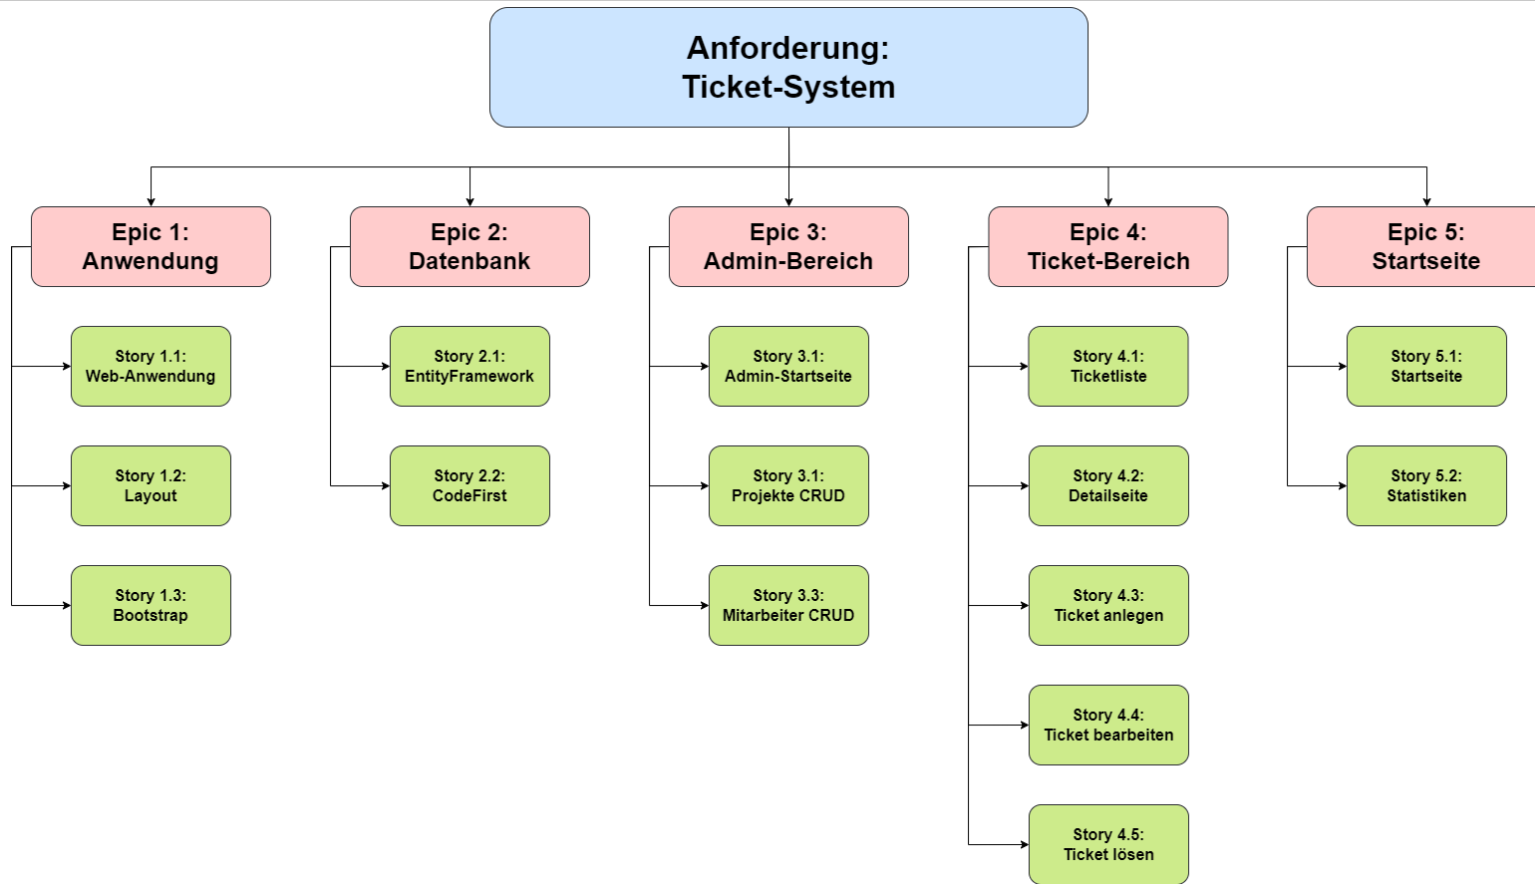 Anforderung:
Ticket-System
Epic 1:
Anwendung
Story 1.1:
Web-Anwendung
Story 1.2:
Layout
Story 1.3:
Bootstrap
Epic 2:
Datenbank
Story 2.1:
EntityFramework
Story 2.2:
CodeFirst
Epic 3:
Admin-Bereich
Story 3.1:
Admin-Startseite
Story 3.1:
Projekte CRUD
Story 3.3:
Mitarbeiter CRUD
Epic 4:
Ticket-Bereich
Story 4.1:
Ticketliste
Story 4.2:
Detailseite
Story 4.3:
Ticket anlegen
Story 4.4:
Ticket bearbeiten
Story 4.5:
Ticket lösen
Epic 5:
Startseite
Story 5.1:
Startseite
Story 5.2:
Statistiken